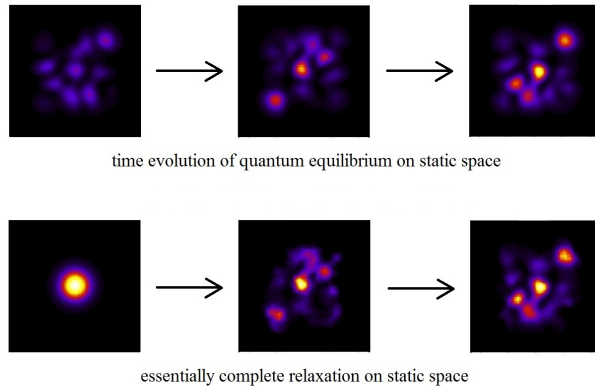 time evolution of quantum equilibrium on static space
essentially complete relaxation on static space